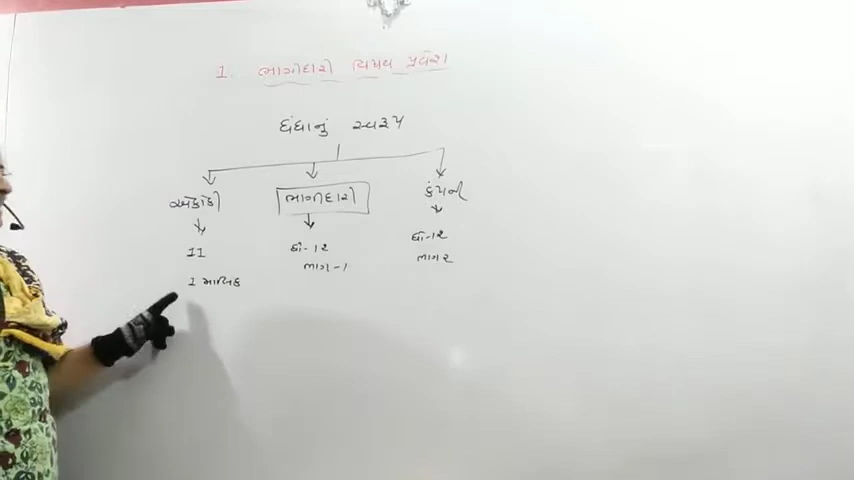 1. ભાગીદારી વિષય પ્રવેશ
ધંધાનું સ્વરૂપ
એકાકી ભાગીદારી કંપની
11 ધો-12 ધો-12
ભાગ-1 ભાગ 2
1 માલિક